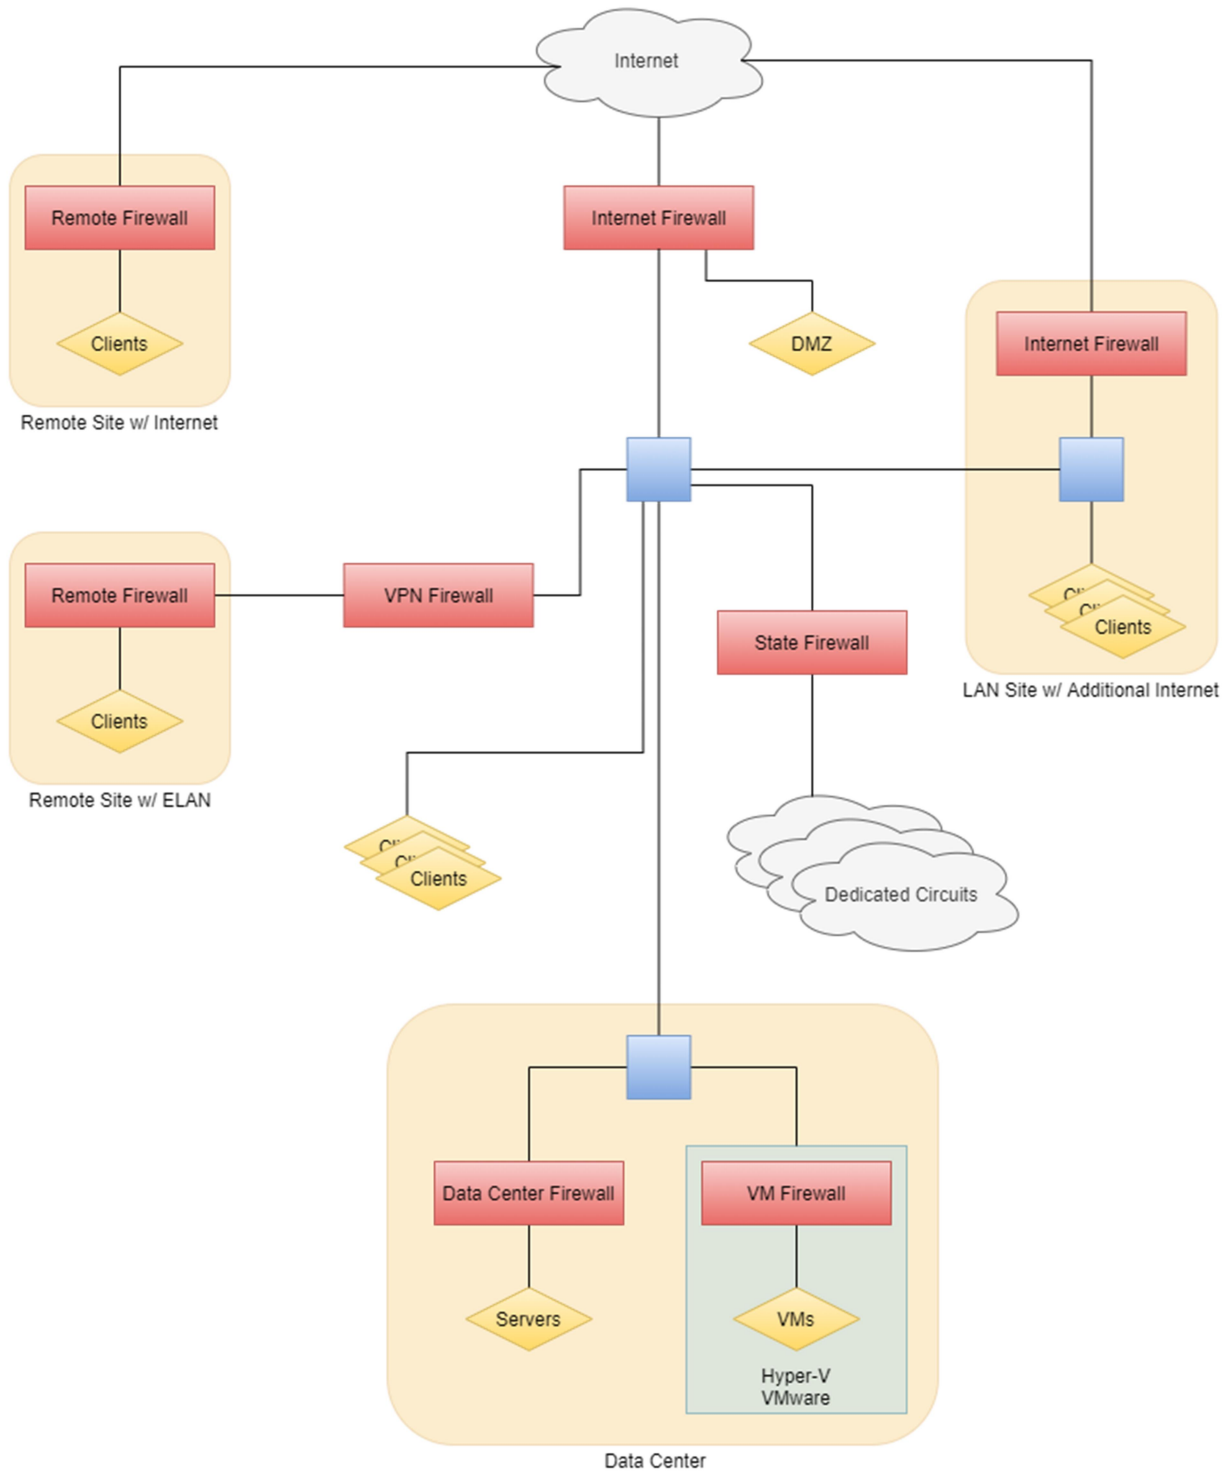 Internet
Remote Firewall
Internet Firewall
Clients
DMZ
Internet Firewall
Remote Site w/ Internet
Remote Firewall
VPN Firewall
State Firewall
Clients
Clients
LAN Site w/ Additional Internet
Remote Site w/ ELAN
Clients
Dedicated Circuits
Data Center Firewall
VM Firewall
Servers
VMs
Hyper-V
VMware
Data Center